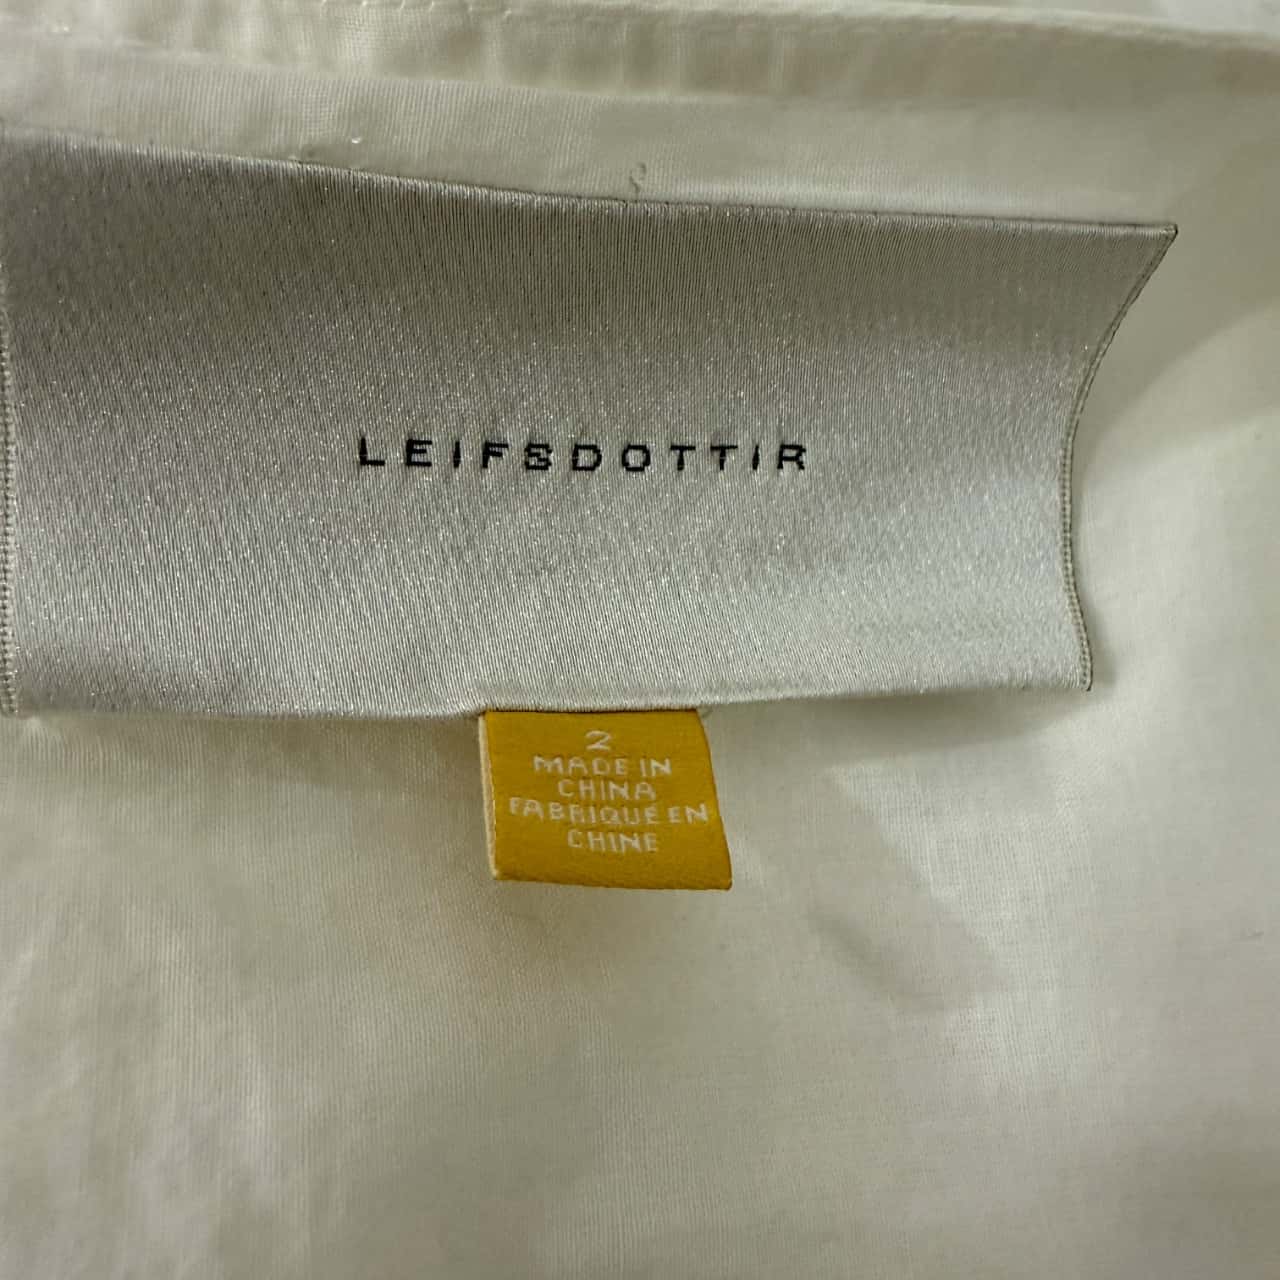 LEIFSDOTTIR
2
MADE IN
CHINA
FABRIQUÉ EN
CHINE